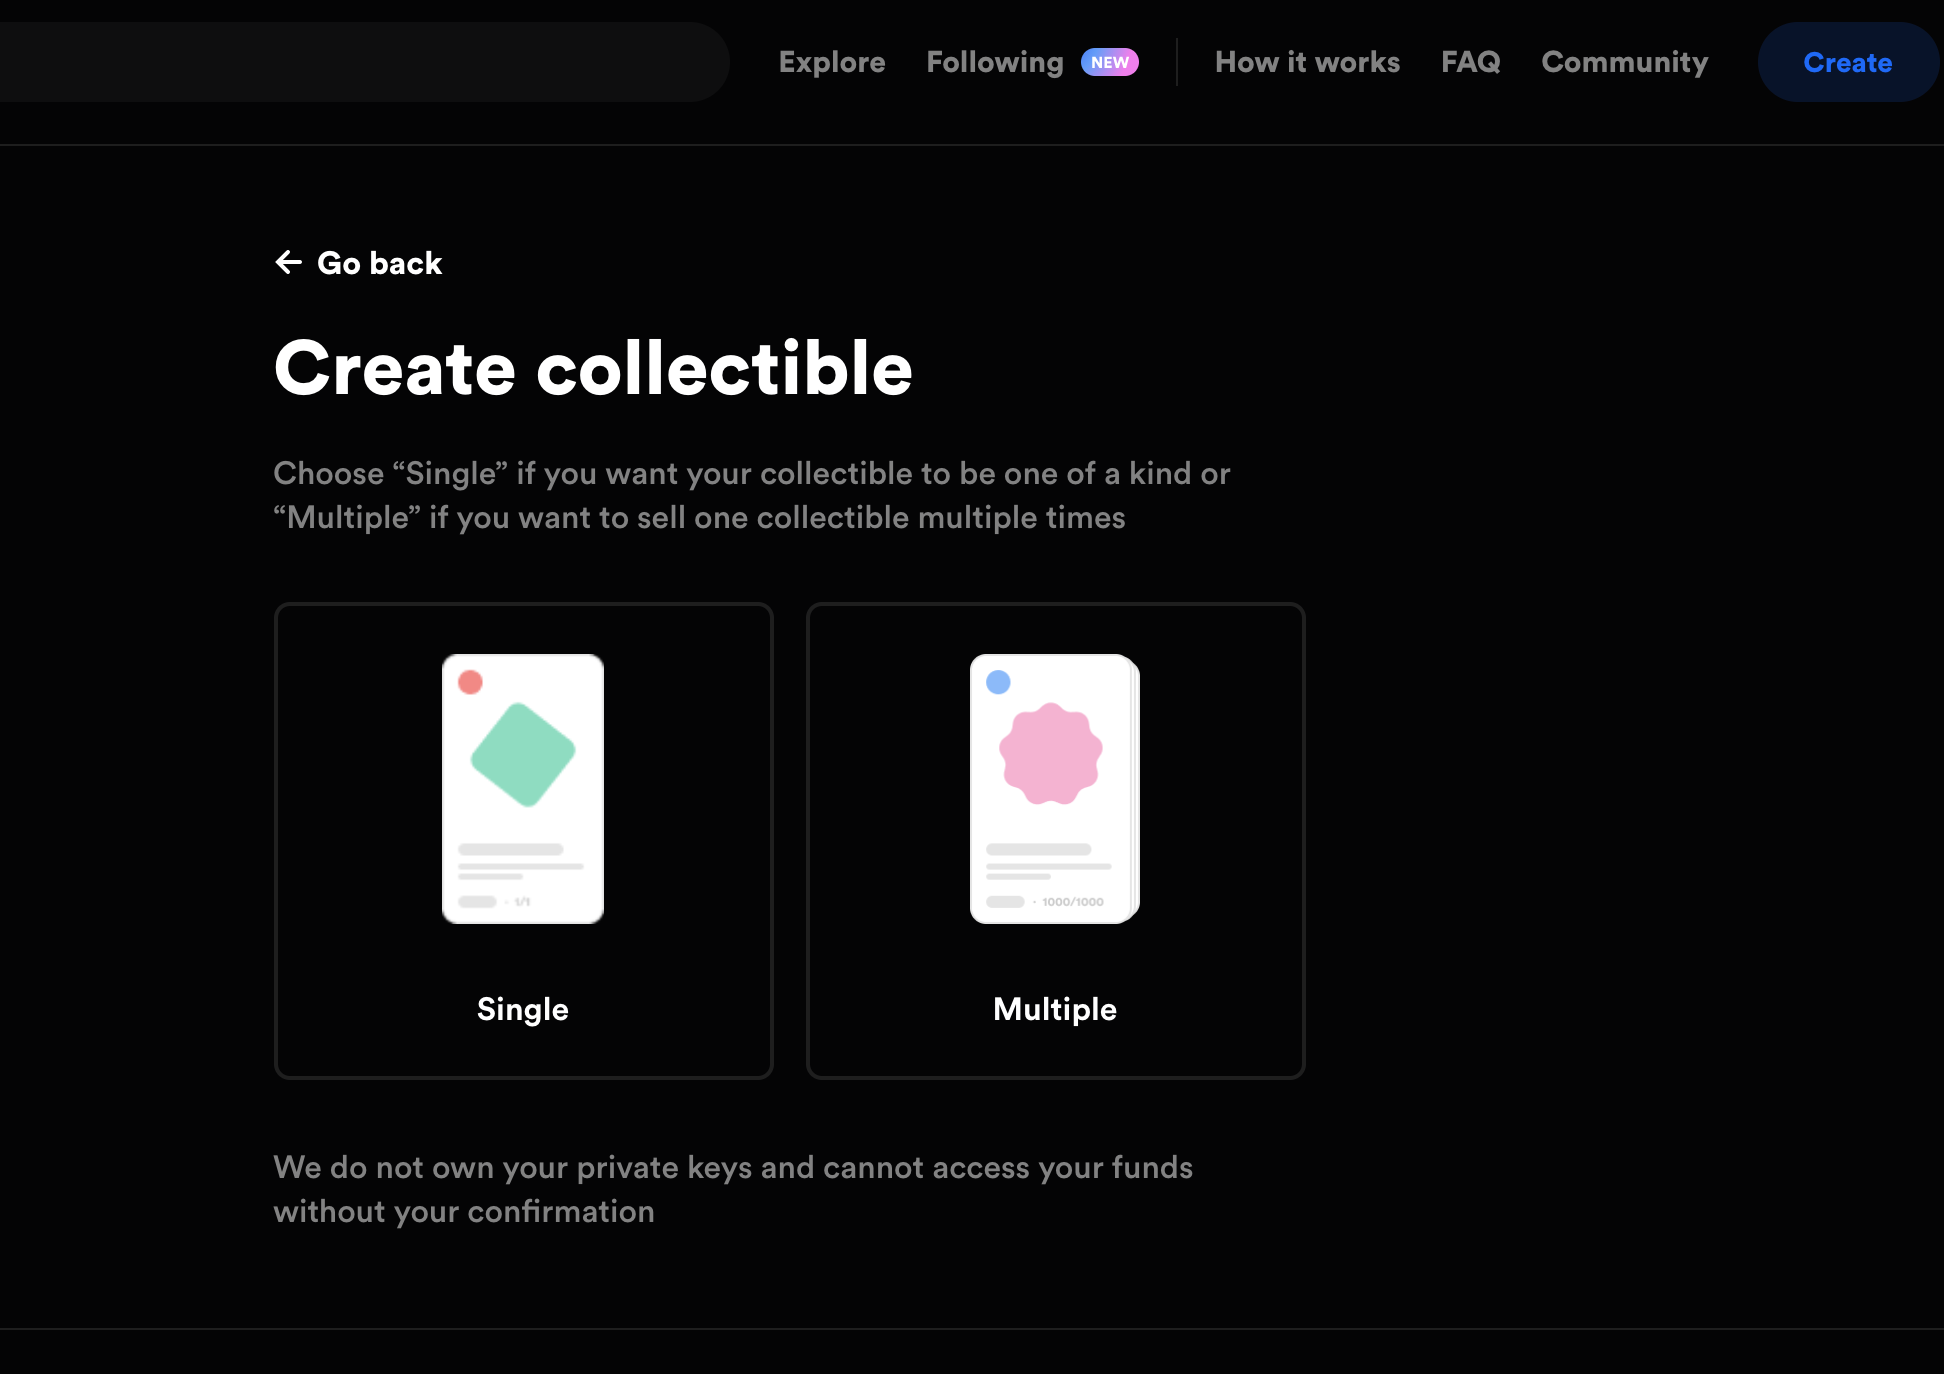 Explore Following NEW How it works FAQ Community Create
← Go back
Create collectible
Choose “Single” if you want your collectible to be one of a kind or
“Multiple” if you want to sell one collectible multiple times
· 1/1
· 1000/1000
Single
Multiple
We do not own your private keys and cannot access your funds
without your confirmation